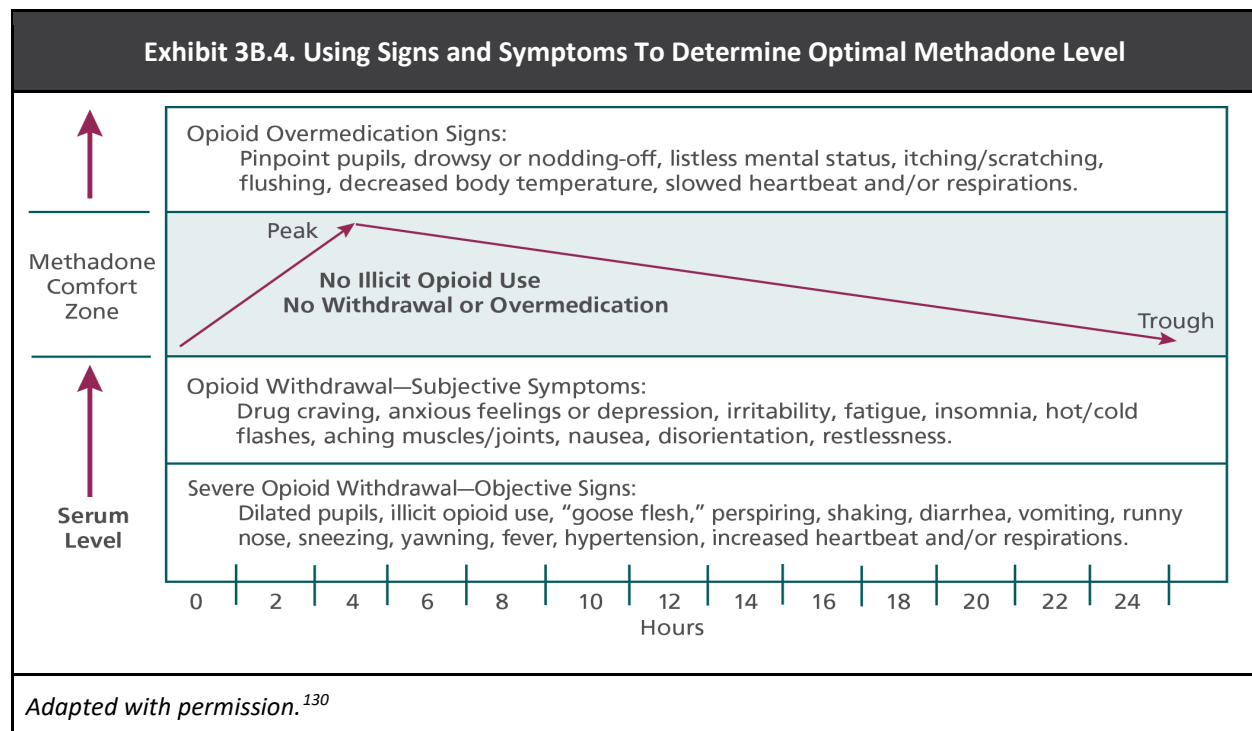 Exhibit 3B.4. Using Signs and Symptoms To Determine Optimal Methadone Level
Opioid Overmedication Signs:
Pinpoint pupils, drowsy or nodding-off, listless mental status, itching/scratching,
flushing, decreased body temperature, slowed heartbeat and/or respirations.
Methadone
Comfort
Zone
Peak
No Illicit Opioid Use
No Withdrawal or Overmedication
Trough
Opioid Withdrawal—Subjective Symptoms:
Drug craving, anxious feelings or depression, irritability, fatigue, insomnia, hot/cold
flashes, aching muscles/joints, nausea, disorientation, restlessness.
Severe Opioid Withdrawal—Objective Signs:
Dilated pupils, illicit opioid use, “goose flesh,” perspiring, shaking, diarrhea, vomiting, runny
nose, sneezing, yawning, fever, hypertension, increased heartbeat and/or respirations.
Serum
Level
0 2 4 6 8 10 12 14 16 18 20 22 24
Hours
Adapted with permission.130